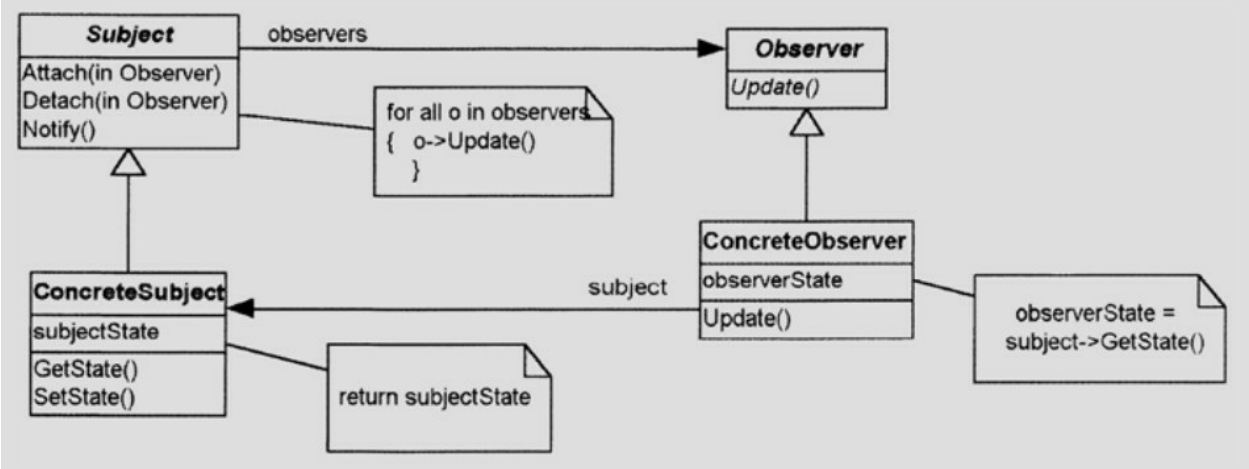 Subject
Attach(in Observer)
Detach(in Observer)
Notify()
observers
Observer
Update()
for all o in observers
{ o->Update()
}
ConcreteSubject
subjectState
GetState()
SetState()
subject
ConcreteObserver
observerState
Update()
return subjectState
observerState =
subject->GetState()